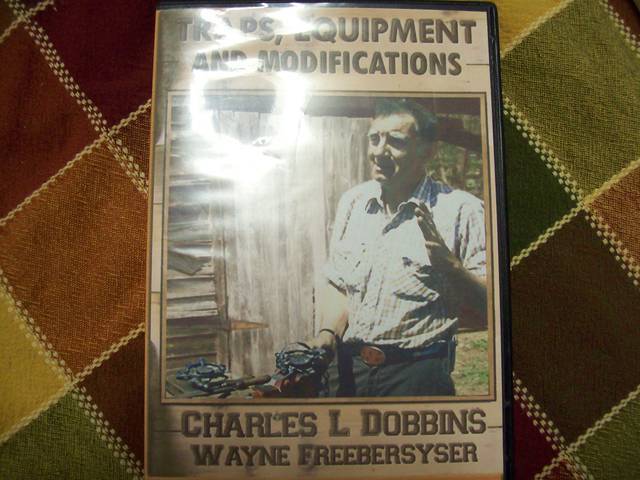 TRAPS, EQUIPMENT
AND MODIFICATIONS
CHARLES L DOBBINS
WAYNE FREEBERSYSER